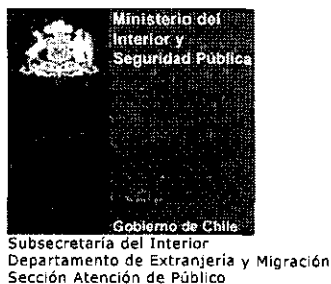 Ministerio del
Interior y
Seguridad Pública
Gobierno de Chile
Subsecretaría del Interior
Departamento de Extranjería y Migración
Sección Atención de Público